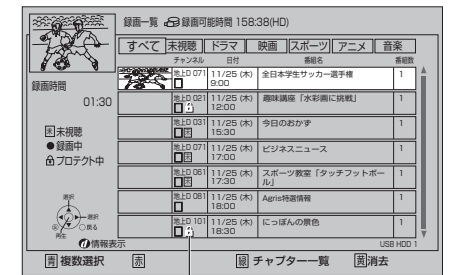 録画一覧 録画可能時間 158:38(HD)
すべて 未視聴 ドラマ 映画 スポーツ アニメ 音楽
チャンネル 日付 番組名 番組数
地上D 071 11/25 (木) 9:00 全日本学生サッカー選手権 1
地上D 021 11/25 (木) 12:00 趣味講座「水彩画に挑戦」 1
地上D 031 11/25 (木) 15:30 今日のおかず 1
未
地上D 071 11/25 (木) 17:00 ビジネスニュース 1
未
地上D 061 11/25 (木) 17:30 スポーツ教室「タッチフットボール」 1
未
地上D 081 11/25 (木) 18:00 Agris特選情報 1
地上D 101 11/25 (木) 18:30 にっぽんの景色 1
録画時間
01:30
未 未視聴
●録画中
プロテクト中
選択
選択
戻る
再生
情報表示
USB HDD 1
青 複数選択 赤 緑 チャプター一覧 黄 消去